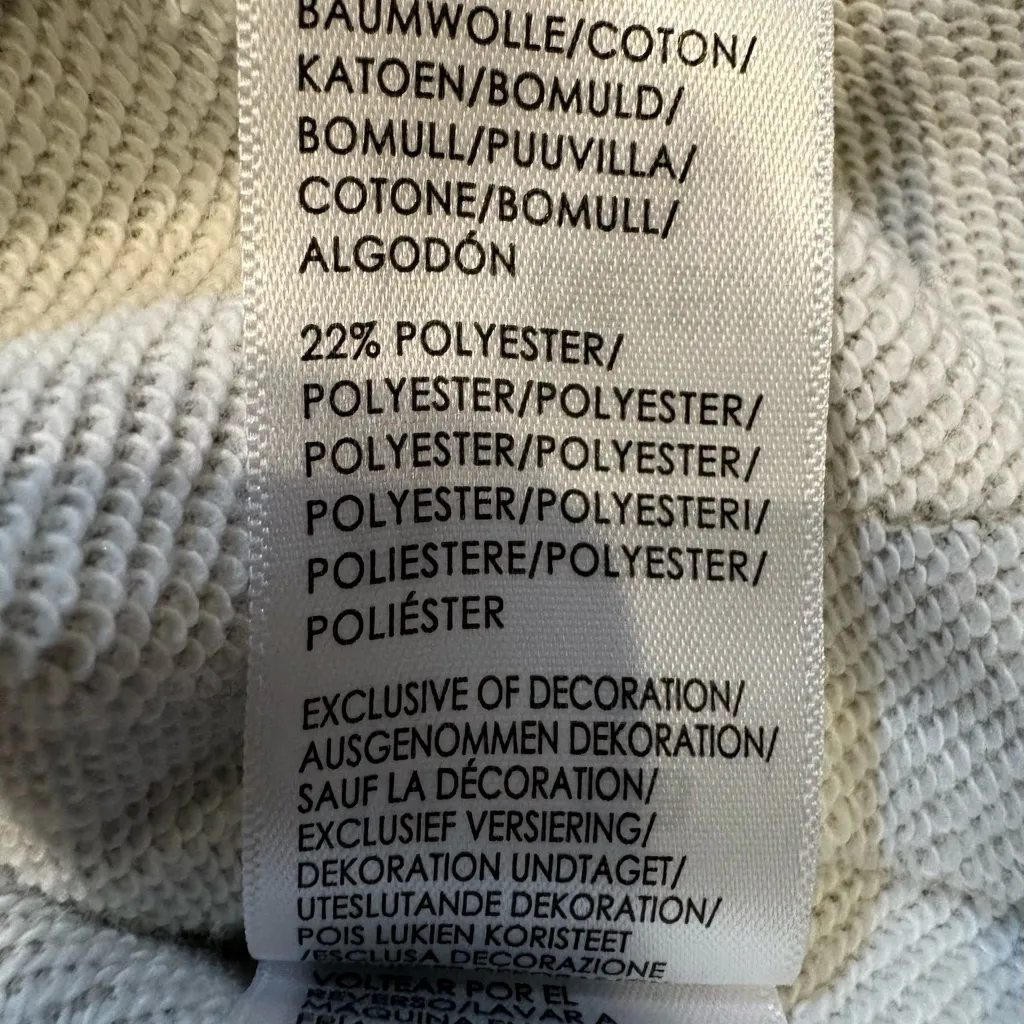 BAUMWOLLE/COTON/
KATOEN/BOMULD/
BOMULL/PUUVILLA/
COTONE/BOMULL/
ALGODÓN
22% POLYESTER/
POLYESTER/POLYESTER/
POLYESTER/POLYESTER/
POLYESTER/POLYESTERI/
POLIESTERE/POLYESTER/
POLIÉSTER
EXCLUSIVE OF DECORATION/
AUSGENOMMEN DEKORATION/
SAUF LA DÉCORATION/
EXCLUSIEF VERSIERING/
DEKORATION UNDTAGET/
UTESLUTANDE DEKORATION/
POIS LUKIEN KORISTEET
/ESCLUSA DECORAZIONE
VOLTEAR POR EL
REVERSO/LAVAR A